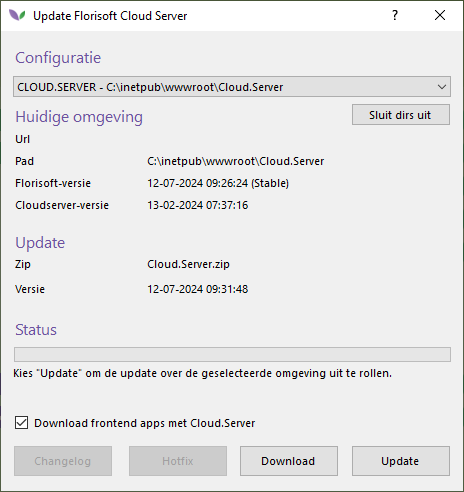 Update Florisoft Cloud Server
Configuratie
CLOUD.SERVER - C:\inetpub\wwwroot\Cloud.Server
Huidige omgeving
Sluit dirs uit
Url
Pad C:\inetpub\wwwroot\Cloud.Server
Florisoft-versie 12-07-2024 09:26:24 (Stable)
Cloudserver-versie 13-02-2024 07:37:16
Update
Zip Cloud.Server.zip
Versie 12-07-2024 09:31:48
Status
Kies "Update" om de update over de geselecteerde omgeving uit te rollen.
Download frontend apps met Cloud.Server
Changelog Hotfix Download Update